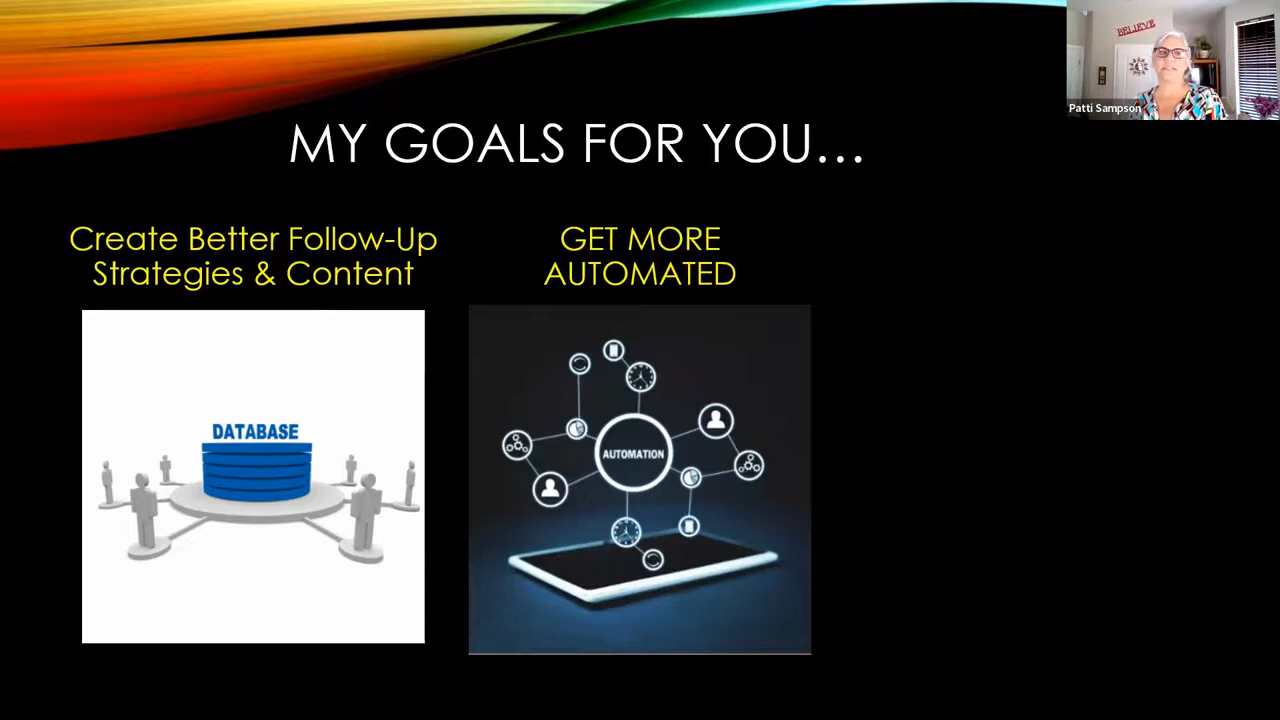 BELIEVE
Patti Sampson
MY GOALS FOR YOU…
Create Better Follow-Up
Strategies & Content
GET MORE
AUTOMATED
DATABASE
AUTOMATION